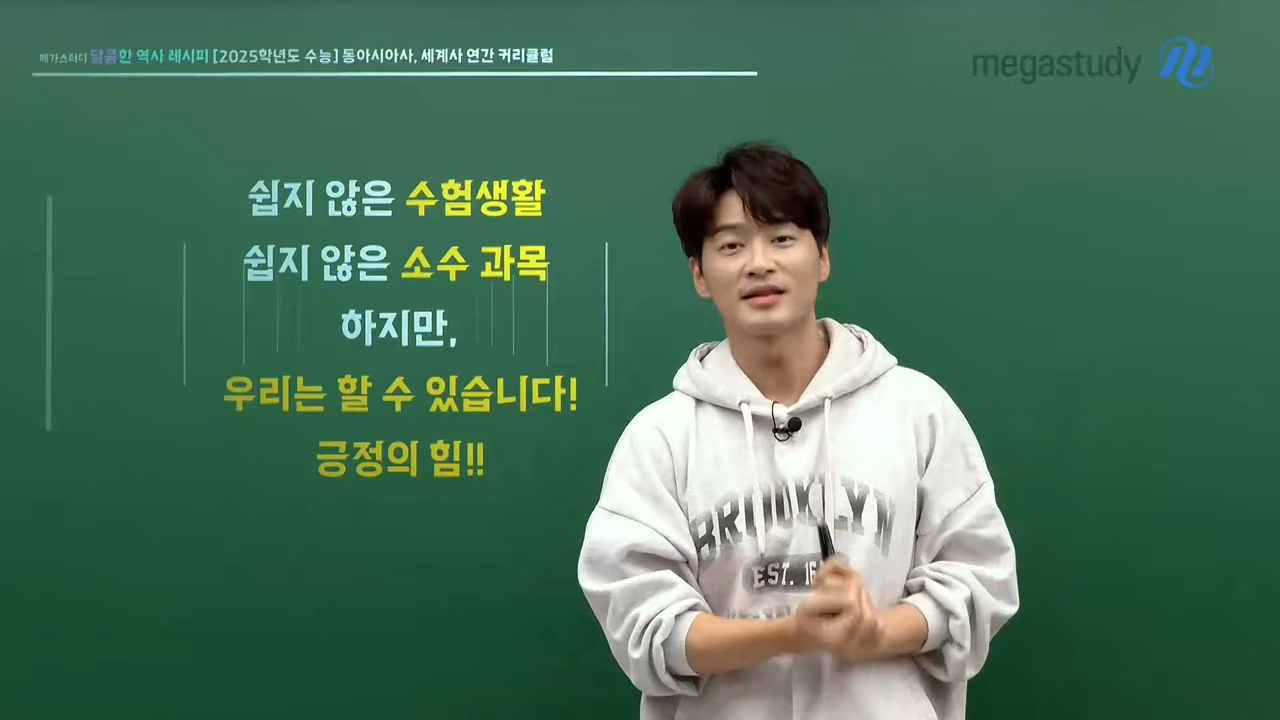 메가스터디 달콤한 역사 레시피 [2025학년도 수능] 동아시아사, 세계사 연간 커리큘럼
megastudy
쉽지 않은 수험생활
쉽지 않은 소수 과목
하지만,
우리는 할 수 있습니다!
긍정의 힘!!
BROOKLYN
EST. 16